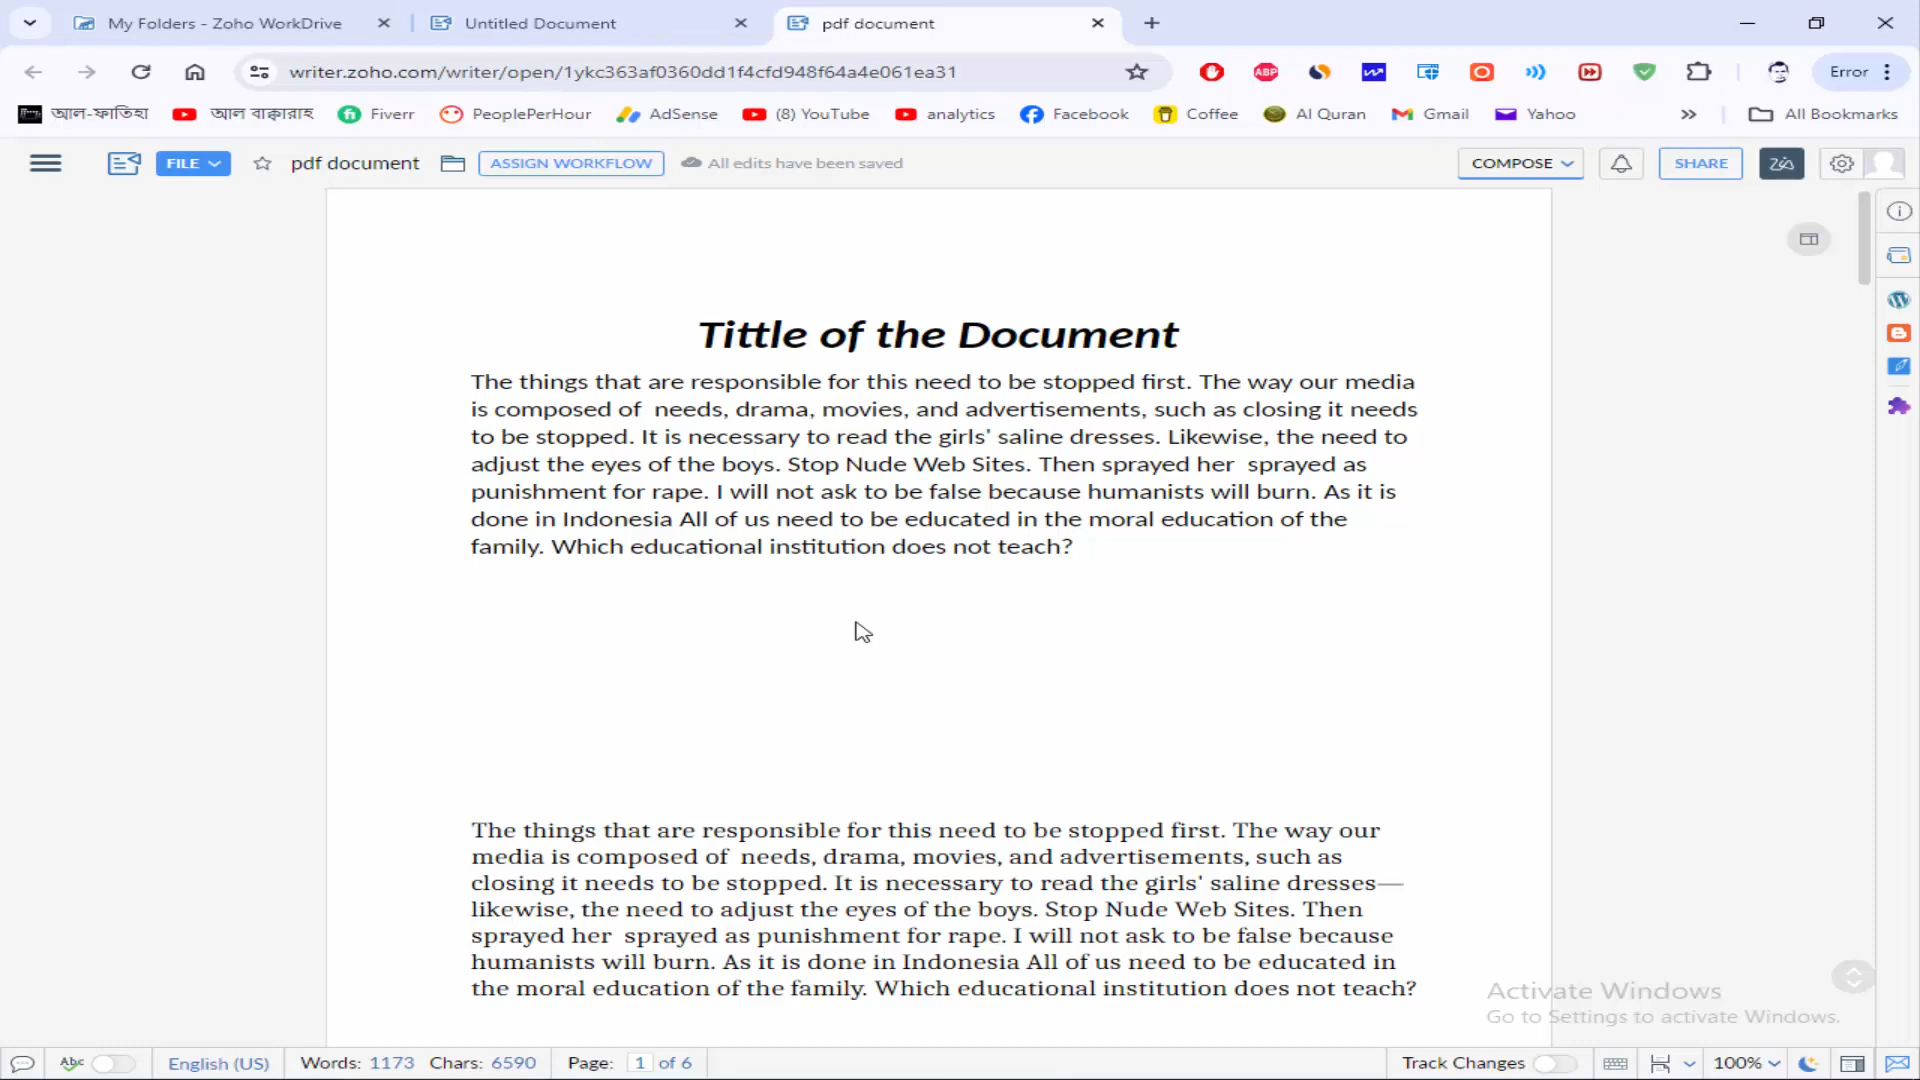 My Folders - Zoho WorkDrive
Untitled Document
pdf document
writer.zoho.com/writer/open/1ykc363af0360dd1f4cfd948f64a4e061ea31
ABP
Error
আল-ফাতিহা
আল বাক্বারাহ
Fiverr
PeoplePerHour
AdSense
(8) YouTube
analytics
Facebook
Coffee
Al Quran
Gmail
Yahoo
All Bookmarks
FILE
pdf document
ASSIGN WORKFLOW
All edits have been saved
COMPOSE
SHARE
Tittle of the Document
The things that are responsible for this need to be stopped first. The way our media
is composed of  needs, drama, movies, and advertisements, such as closing it needs
to be stopped. It is necessary to read the girls' saline dresses. Likewise, the need to
adjust the eyes of the boys. Stop Nude Web Sites. Then sprayed her  sprayed as
punishment for rape. I will not ask to be false because humanists will burn. As it is
done in Indonesia All of us need to be educated in the moral education of the
family. Which educational institution does not teach?
The things that are responsible for this need to be stopped first. The way our
media is composed of  needs, drama, movies, and advertisements, such as
closing it needs to be stopped. It is necessary to read the girls' saline dresses—
likewise, the need to adjust the eyes of the boys. Stop Nude Web Sites. Then
sprayed her  sprayed as punishment for rape. I will not ask to be false because
humanists will burn. As it is done in Indonesia All of us need to be educated in
the moral education of the family. Which educational institution does not teach?
Activate Windows
Go to Settings to activate Windows.
Abc
English (US)
Words: 1173 Chars: 6590
Page: 1 of 6
Track Changes
100%